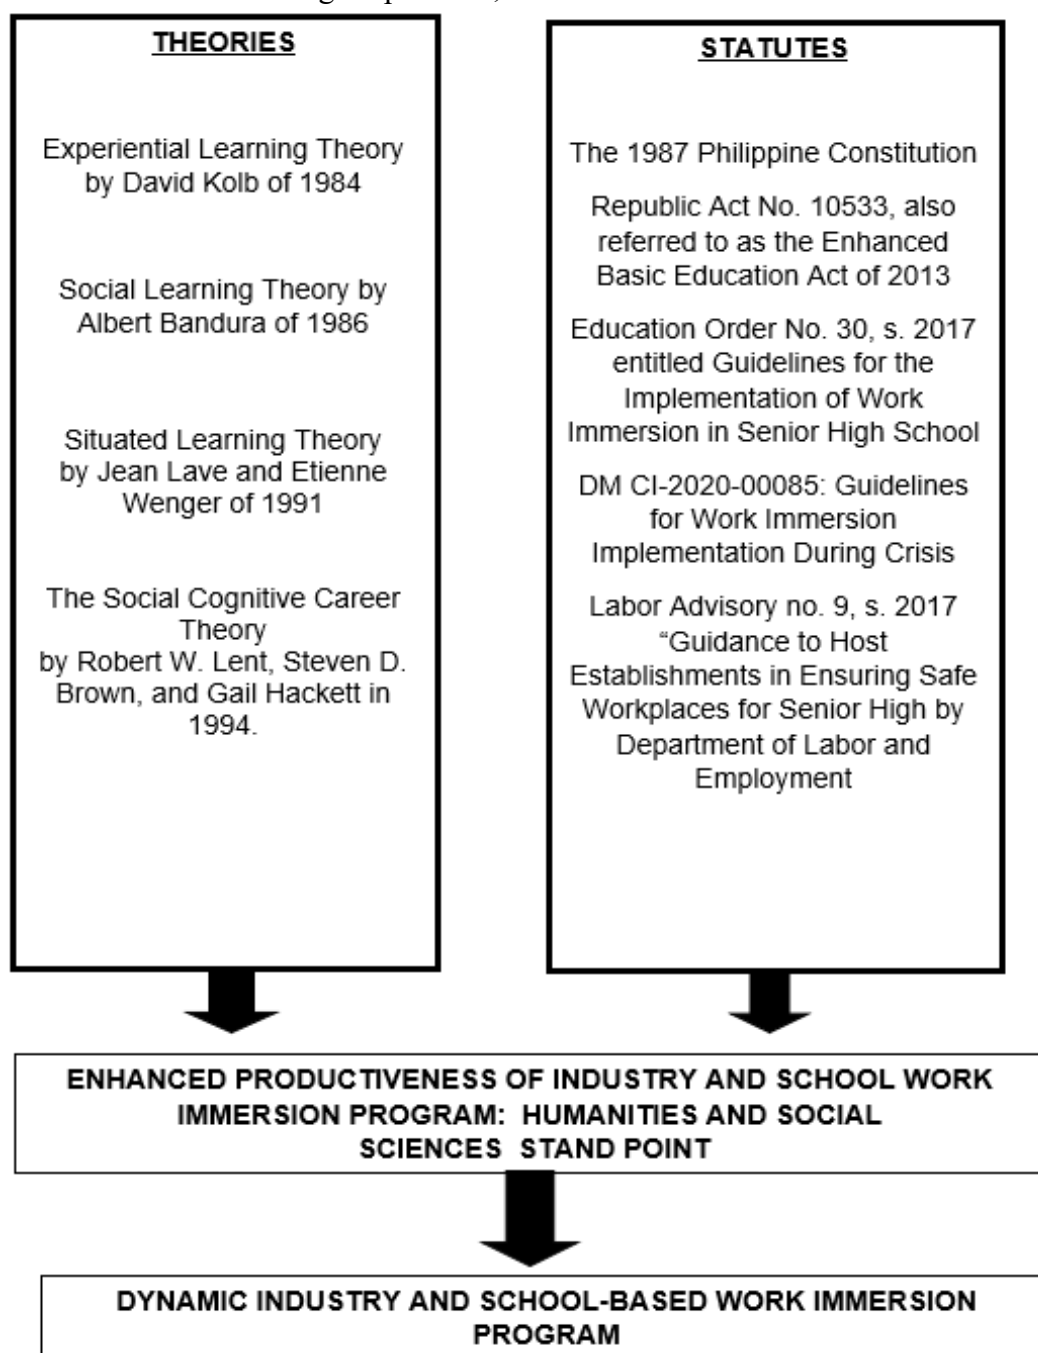 THEORIES
Experiential Learning Theory
by David Kolb of 1984
Social Learning Theory by
Albert Bandura of 1986
Situated Learning Theory
by Jean Lave and Etienne
Wenger of 1991
The Social Cognitive Career
Theory
by Robert W. Lent, Steven D.
Brown, and Gail Hackett in
1994.
STATUTES
The 1987 Philippine Constitution
Republic Act No. 10533, also
referred to as the Enhanced
Basic Education Act of 2013
Education Order No. 30, s. 2017
entitled Guidelines for the
Implementation of Work
Immersion in Senior High School
DM CI-2020-00085: Guidelines
for Work Immersion
Implementation During Crisis
Labor Advisory no. 9, s. 2017
“Guidance to Host
Establishments in Ensuring Safe
Workplaces for Senior High by
Department of Labor and
Employment
ENHANCED PRODUCTIVENESS OF INDUSTRY AND SCHOOL WORK
IMMERSION PROGRAM: HUMANITIES AND SOCIAL
SCIENCES STAND POINT
DYNAMIC INDUSTRY AND SCHOOL-BASED WORK IMMERSION
PROGRAM